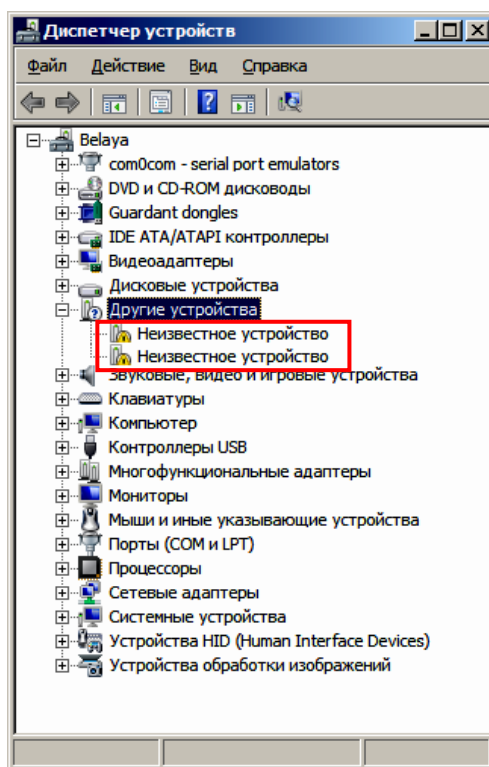 Диспетчер устройств
Файл Действие Вид Справка
Belaya
com0com - serial port emulators
DVD и CD-ROM дисководы
Guardant dongles
IDE ATA/ATAPI контроллеры
Видеоадаптеры
Дисковые устройства
Другие устройства
Неизвестное устройство
Неизвестное устройство
Звуковые, видео и игровые устройства
Клавиатуры
Компьютер
Контроллеры USB
Многофункциональные адаптеры
Мониторы
Мыши и иные указывающие устройства
Порты (COM и LPT)
Процессоры
Сетевые адаптеры
Системные устройства
Устройства HID (Human Interface Devices)
Устройства обработки изображений